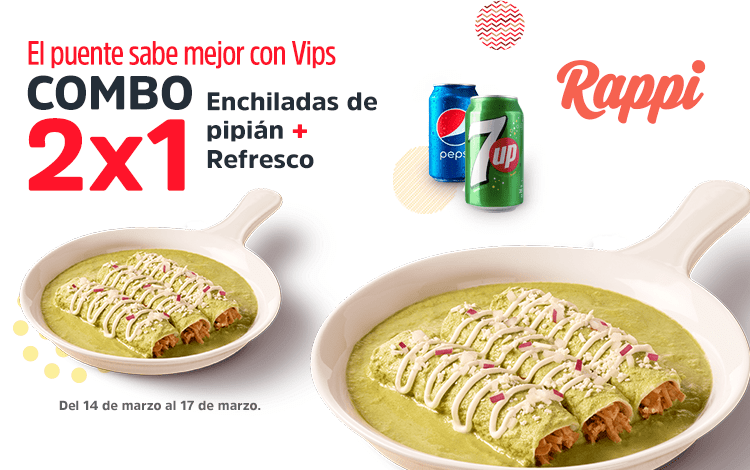 El puente sabe mejor con Vips
COMBO
2x1
Enchiladas de
pipián +
Refresco
pepsi
7up
Rappi
Del 14 de marzo al 17 de marzo.